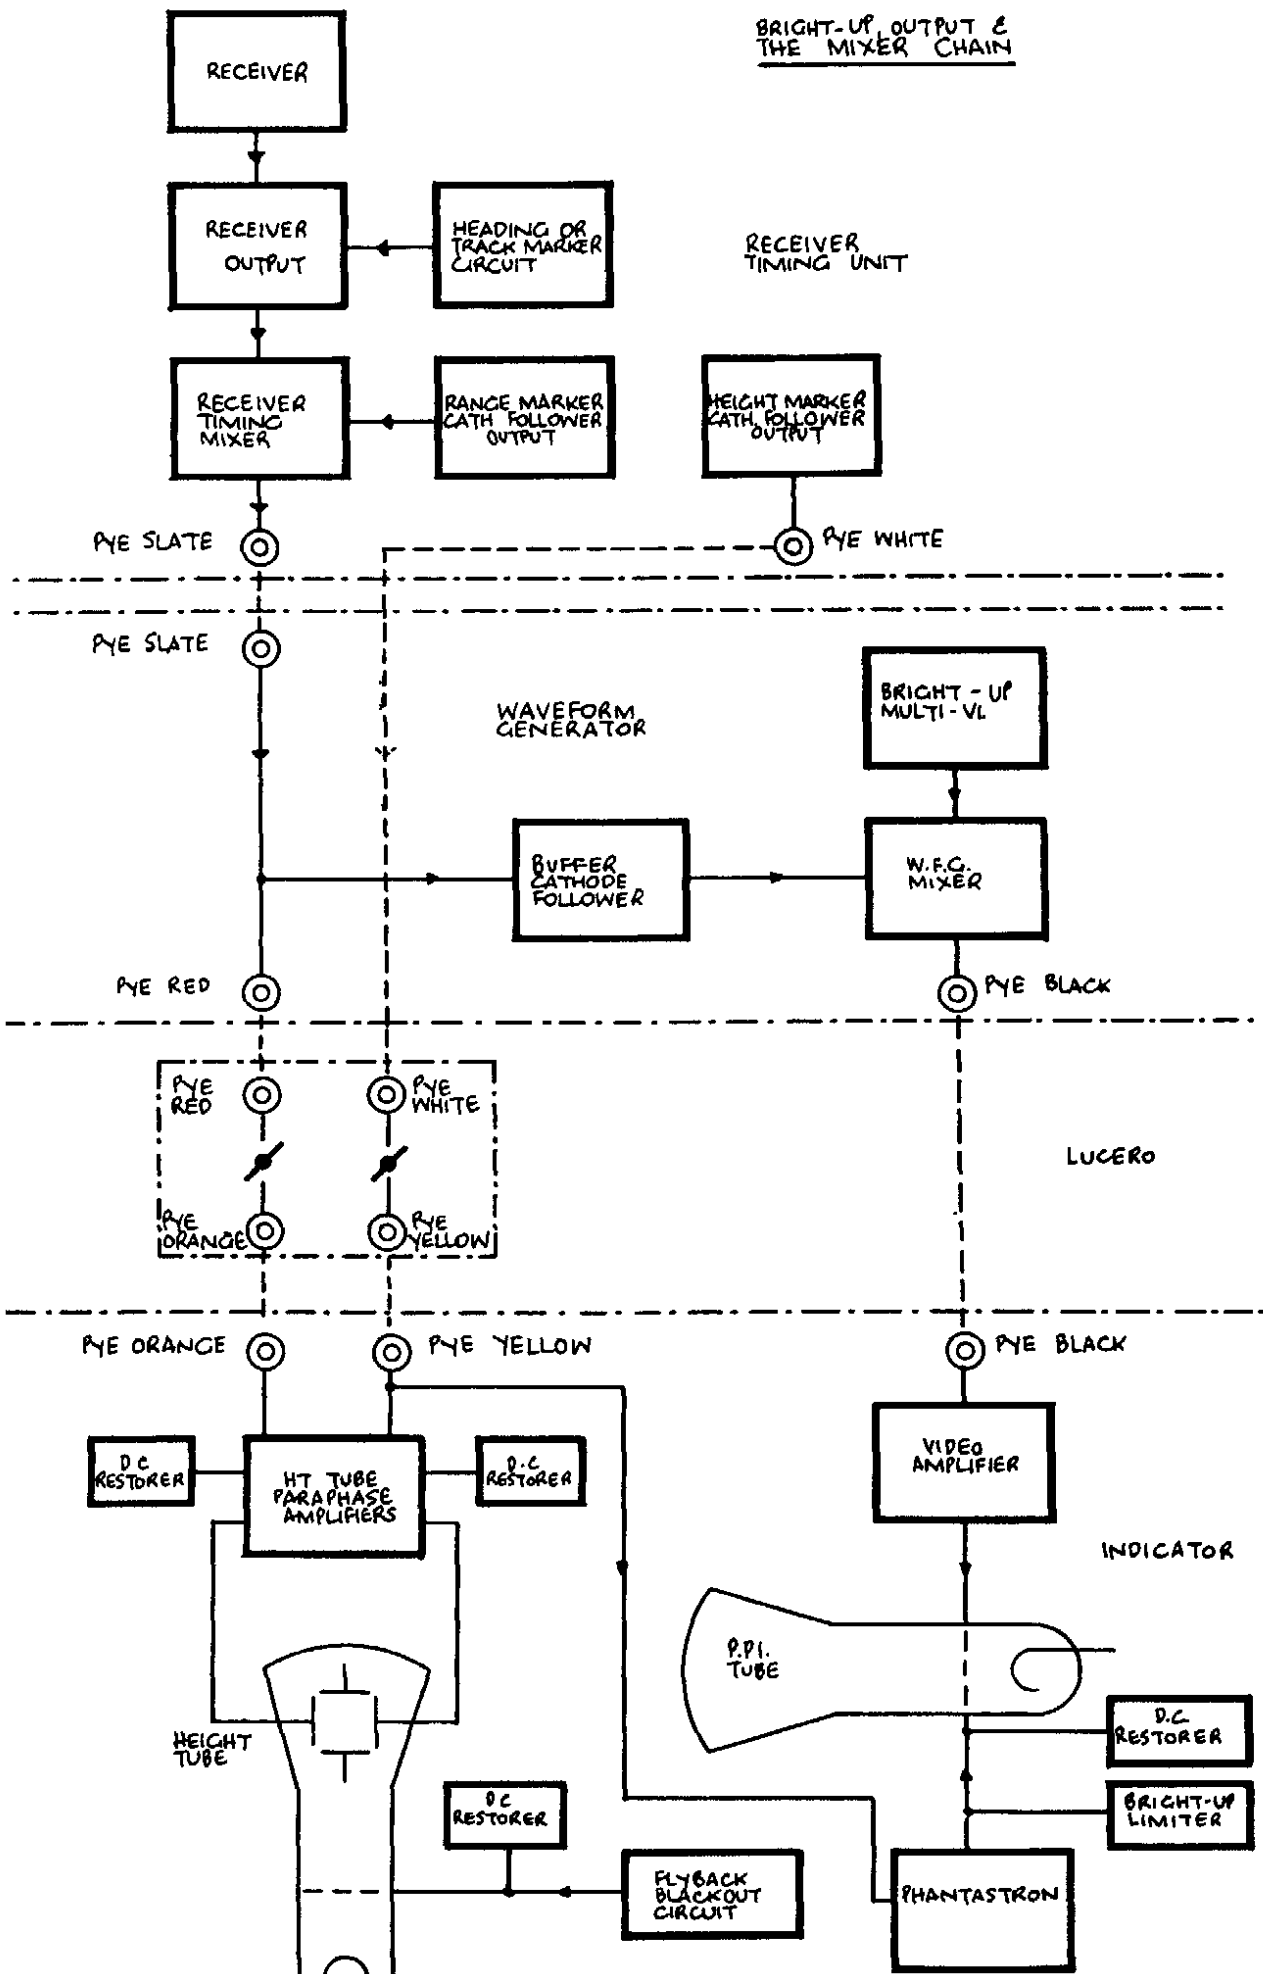 BRIGHT-UP OUTPUT &
THE MIXER CHAIN
RECEIVER
RECEIVER
OUTPUT
HEADING OR
TRACK MARKER
CIRCUIT
RECEIVER
TIMING UNIT
RECEIVER
TIMING
MIXER
RANGE MARKER
CATH FOLLOWER
OUTPUT
HEIGHT MARKER
CATH. FOLLOWER
OUTPUT
PYE SLATE
PYE WHITE
PYE SLATE
WAVEFORM
GENERATOR
BRIGHT - UP
MULTI-VL
BUFFER
CATHODE
FOLLOWER
W.F.G.
MIXER
PYE RED
PYE BLACK
PYE
RED
PYE
WHITE
LUCERO
PYE
ORANGE
PYE
YELLOW
PYE ORANGE
PYE YELLOW
PYE BLACK
DC
RESTORER
HT TUBE
PARAPHASE
AMPLIFIERS
D.C
RESTORER
VIDEO
AMPLIFIER
INDICATOR
P.P.I.
TUBE
HEIGHT
TUBE
D.C.
RESTORER
DC
RESTORER
BRIGHT-UP
LIMITER
FLYBACK
BLACKOUT
CIRCUIT
PHANTASTRON